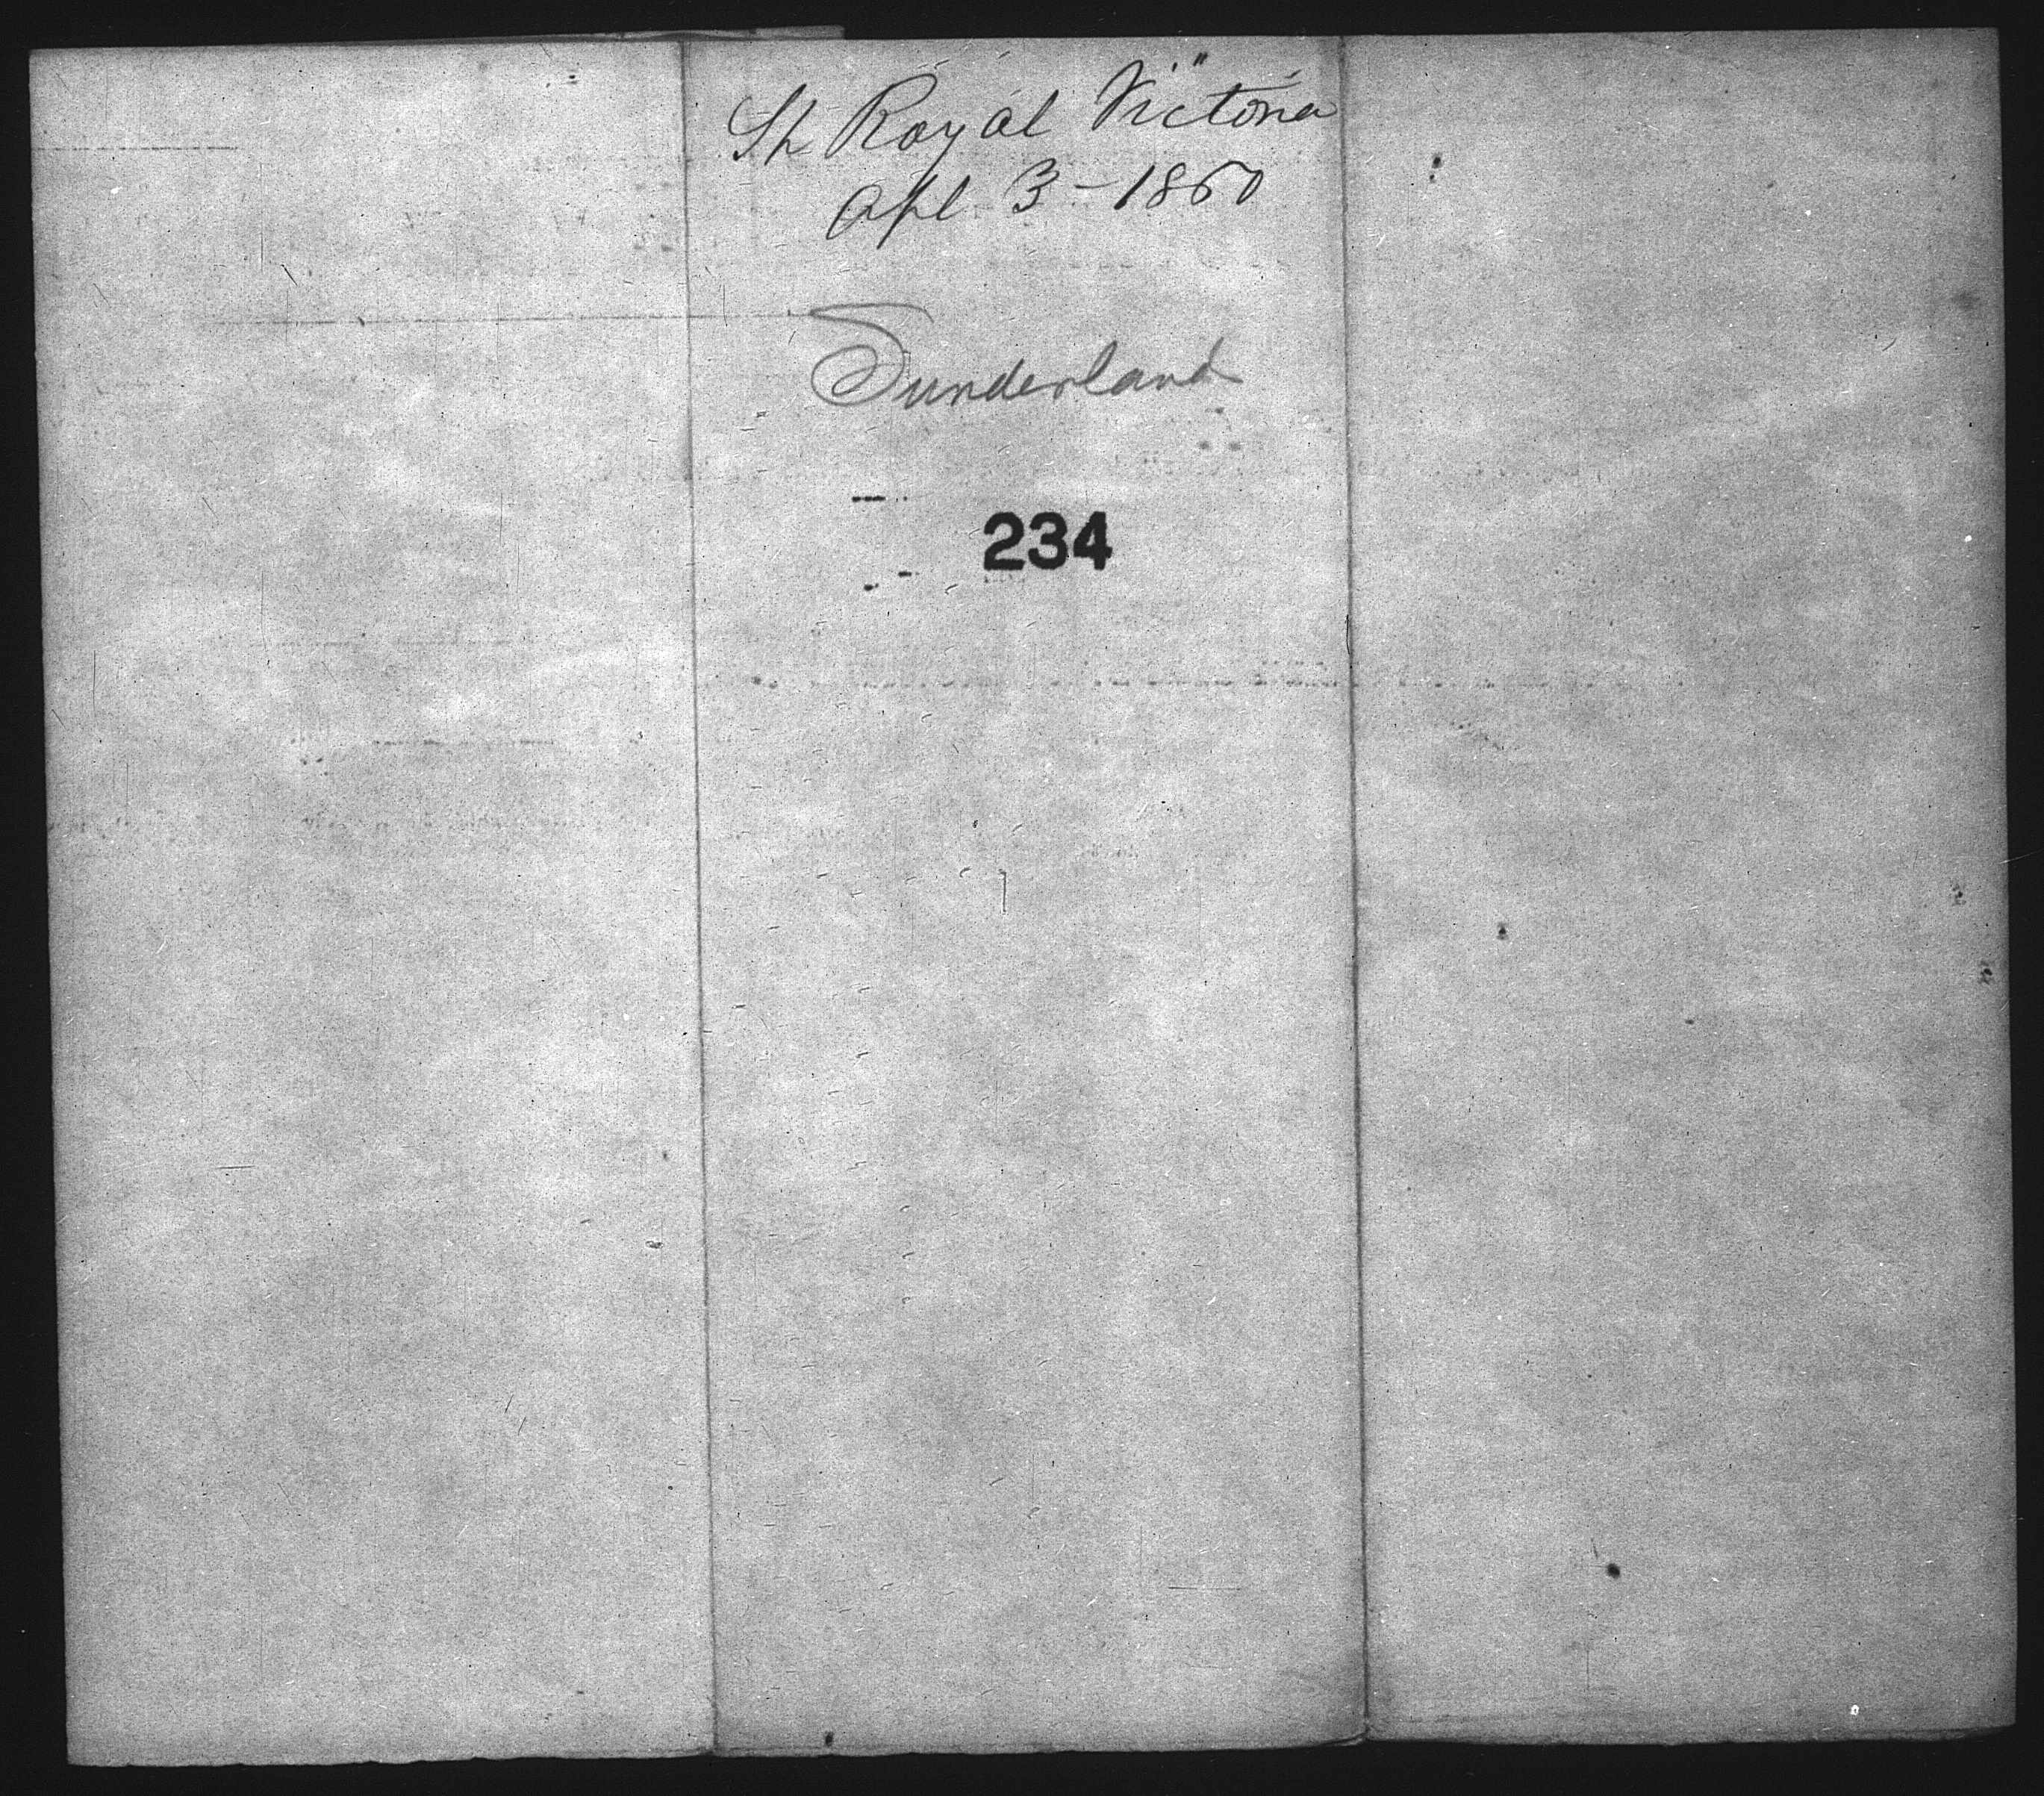 Sh Royal Victoria
Apl 3 - 1860
Sunderland
234